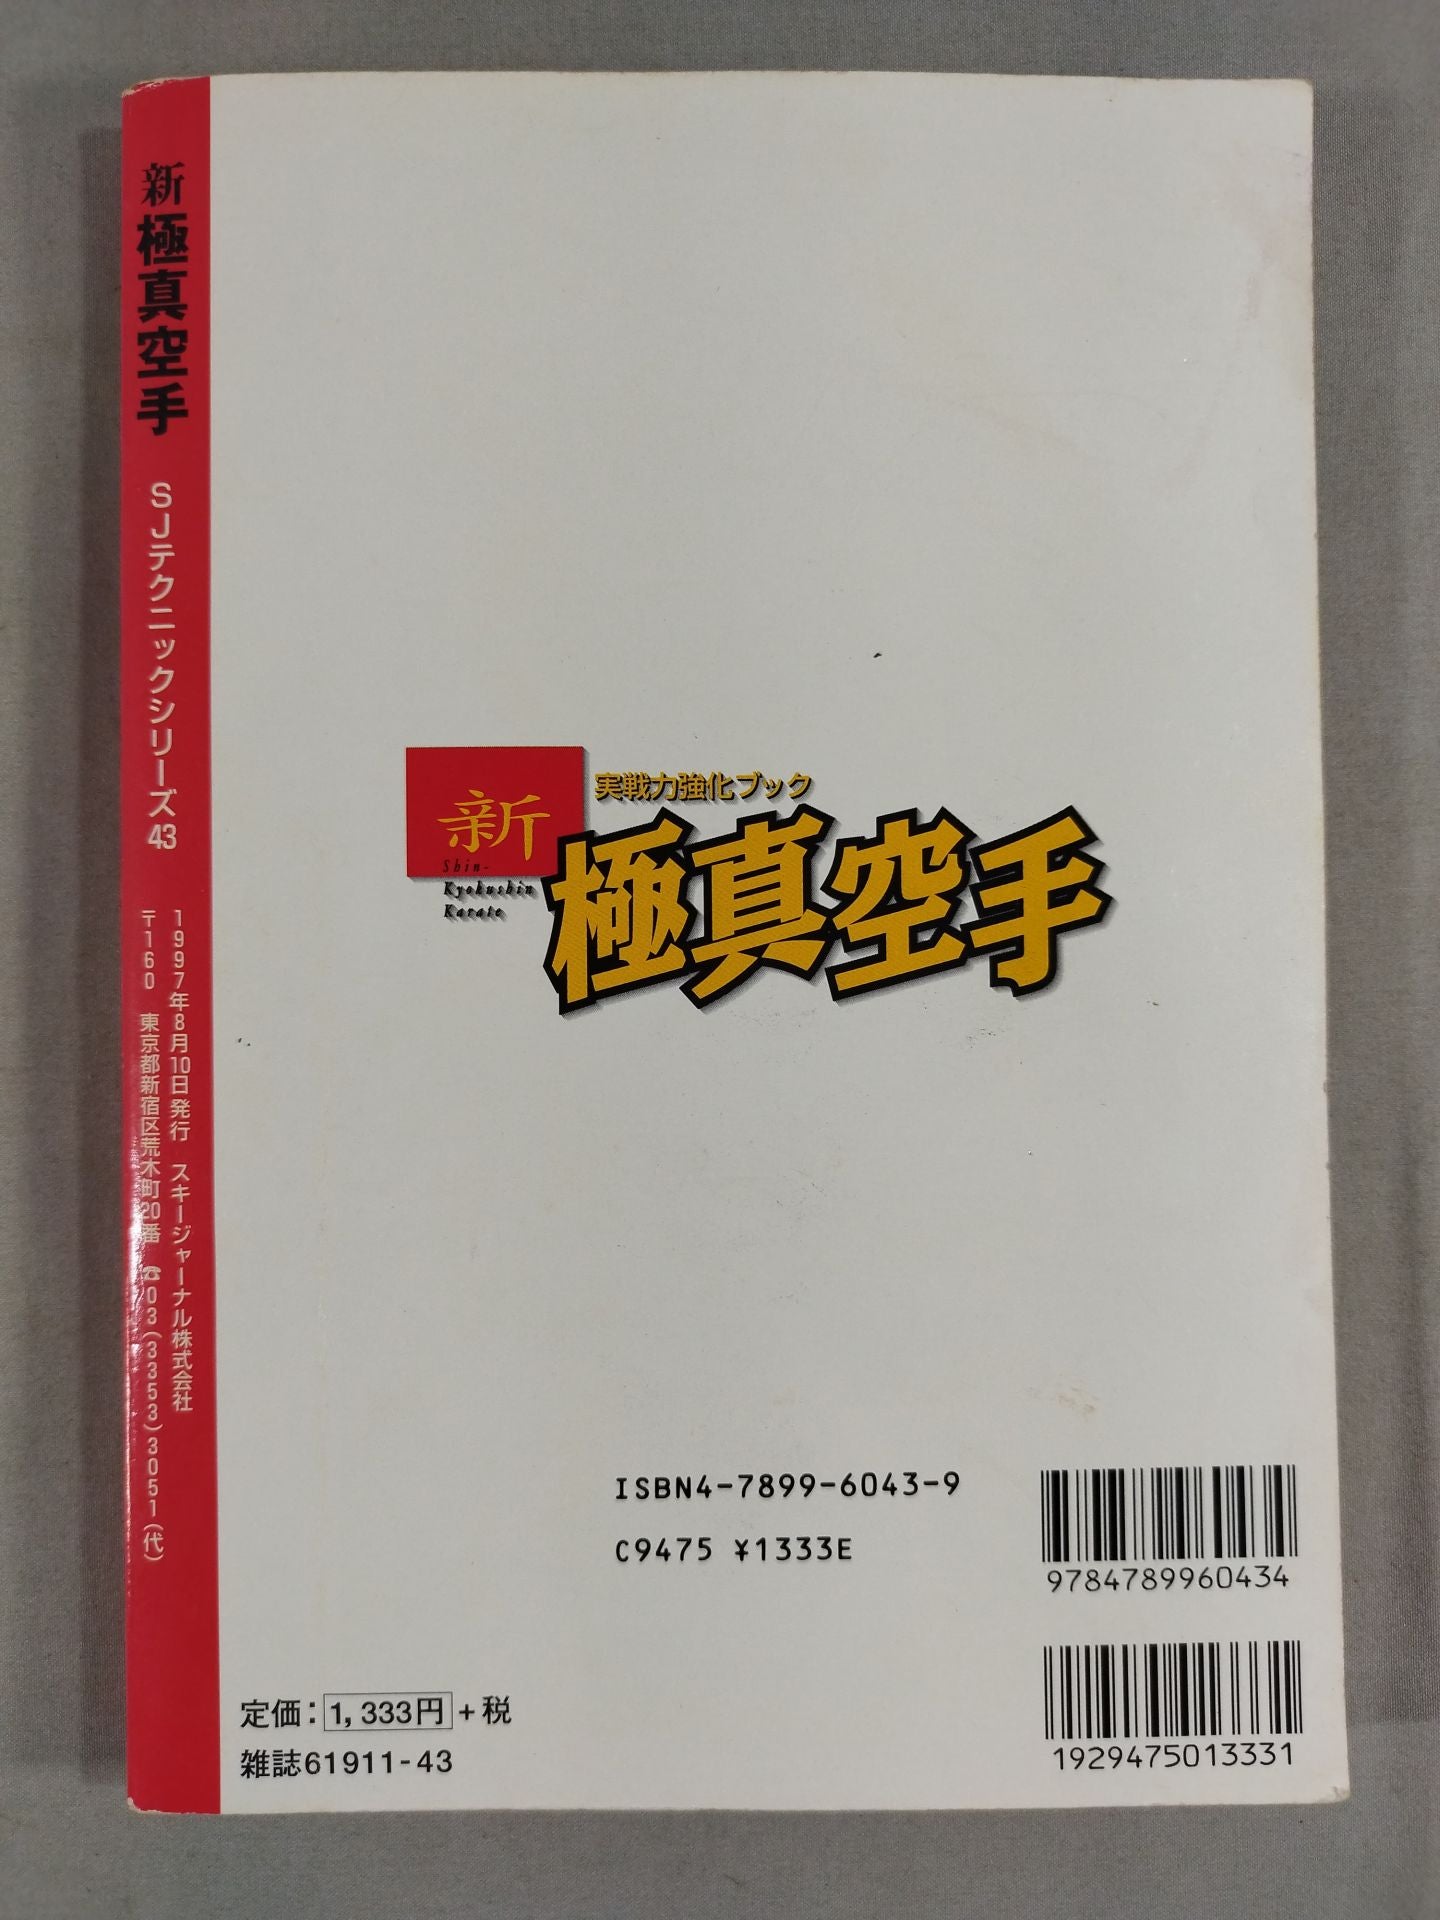 新 極真空手 SJテクニックシリーズ43
1997年8月10日発行 スキージャーナル株式会社
〒160 東京都新宿区荒木町20番 ☎03(3353)3051(代)
実戦力強化ブック
新
極真空手
Shin-
Kyokushin
Karate
ISBN4-7899-6043-9
C9475 ¥1333E
9784789960434
定価：1,333円+税
雑誌61911-43
1929475013331